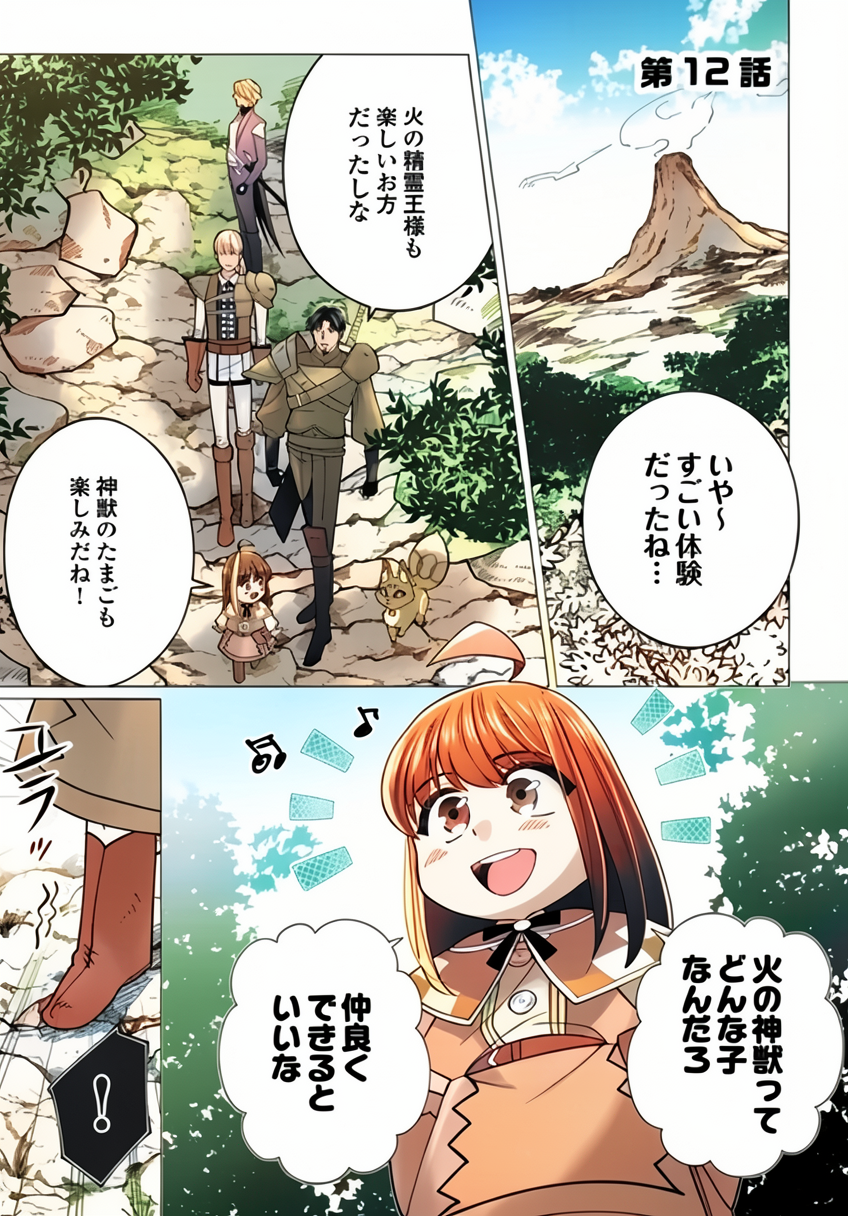 第12話
いや〜
すごい体験
だったね…
火の精霊王様も
楽しいお方
だったしな
神獣のたまごも
楽しみだね！
火の神獣って
どんな子
なんだろ
仲良く
できると
いいな
ユラ
！